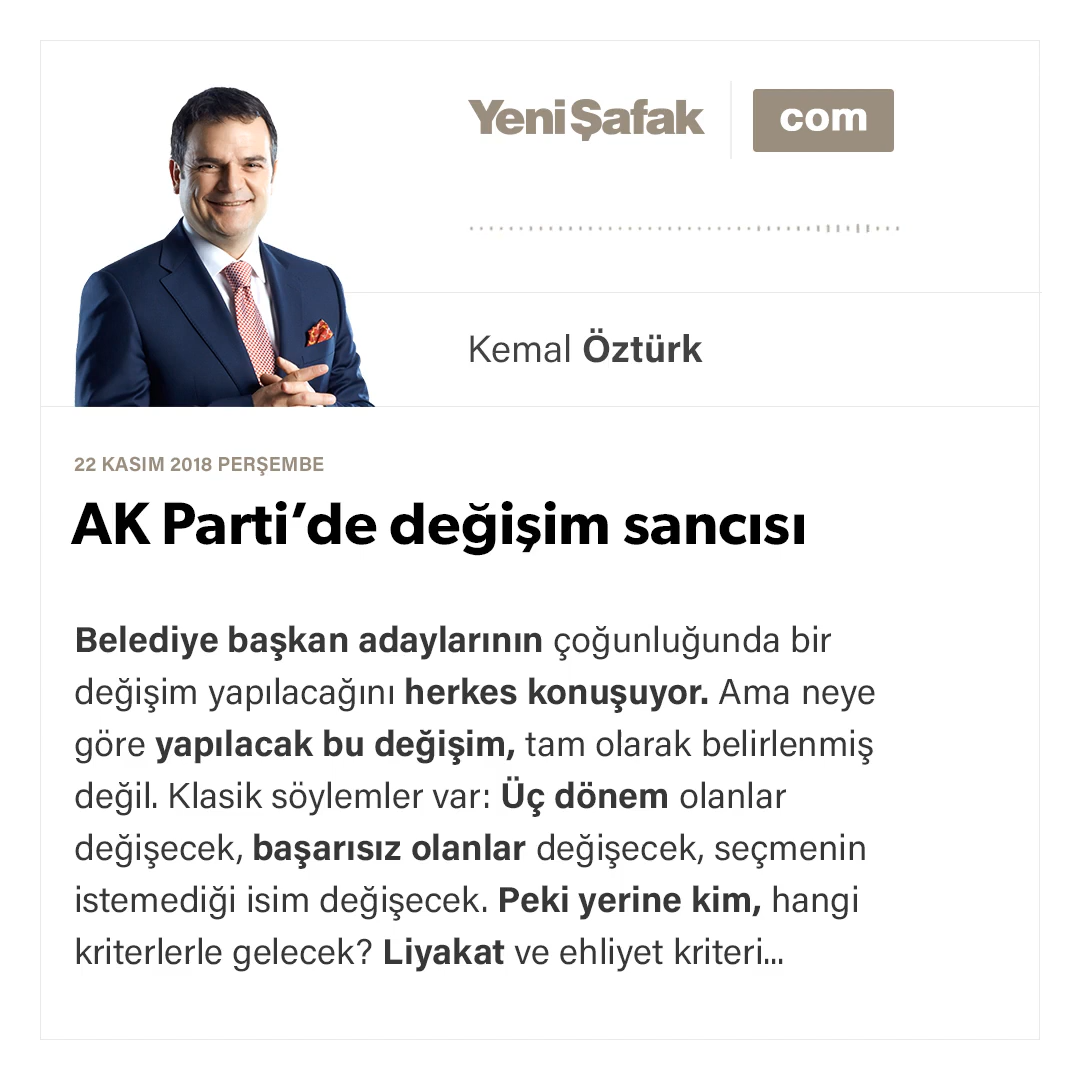 YeniŞafak com
Kemal Öztürk
22 KASIM 2018 PERŞEMBE
AK Parti’de değişim sancısı
Belediye başkan adaylarının çoğunluğunda bir
değişim yapılacağını herkes konuşuyor. Ama neye
göre yapılacak bu değişim, tam olarak belirlenmiş
değil. Klasik söylemler var: Üç dönem olanlar
değişecek, başarısız olanlar değişecek, seçmenin
istemediği isim değişecek. Peki yerine kim, hangi
kriterlerle gelecek? Liyakat ve ehliyet kriteri...